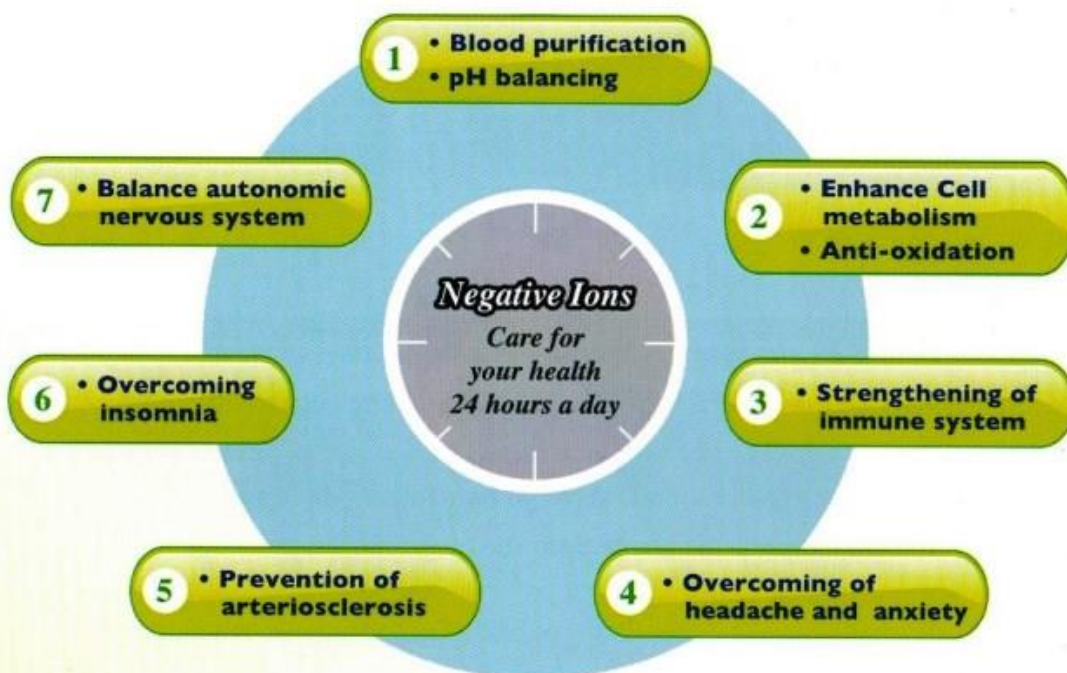 1
• Blood purification
• pH balancing
2
• Enhance Cell
metabolism
• Anti-oxidation
3
• Strengthening of
immune system
4
• Overcoming of
headache and anxiety
5
• Prevention of
arteriosclerosis
6
• Overcoming
insomnia
7
• Balance autonomic
nervous system
Negative Ions
Care for
your health
24 hours a day